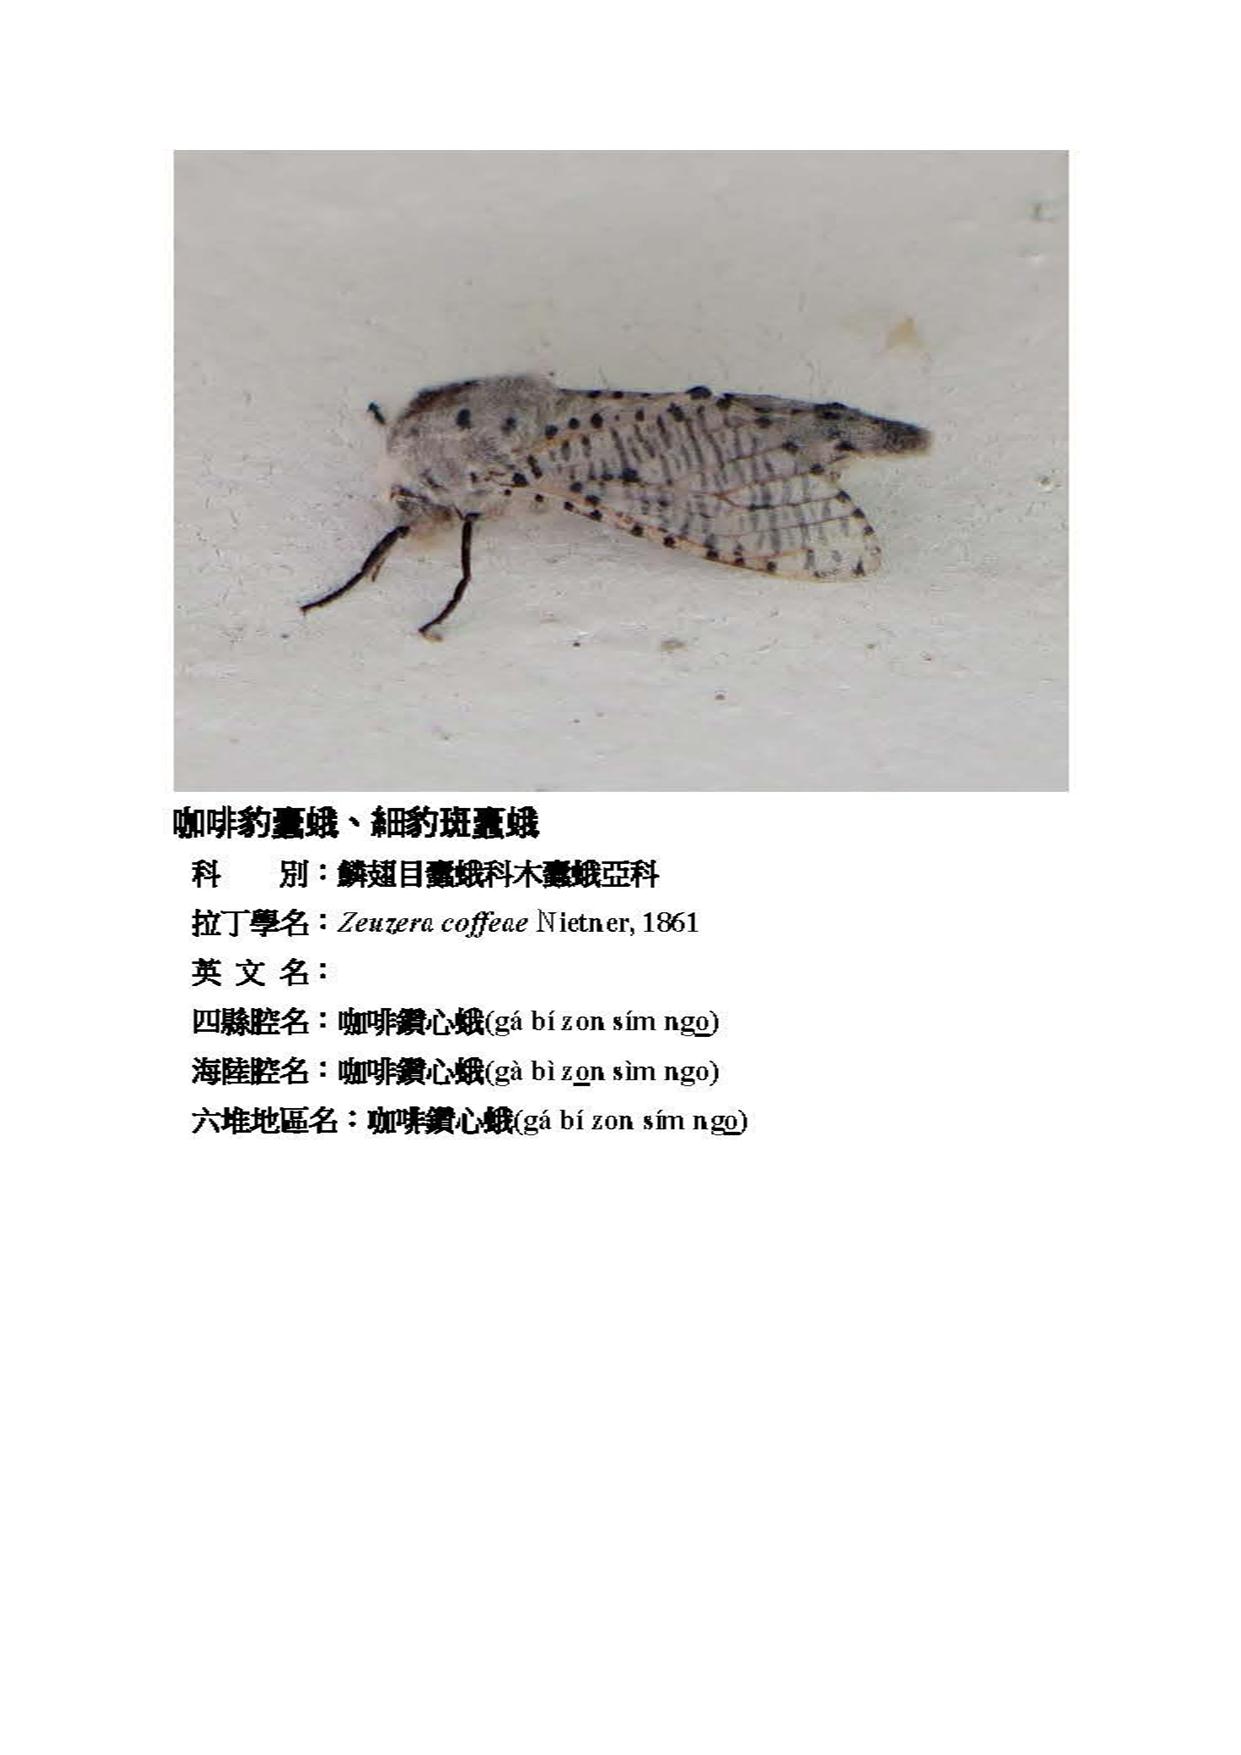 咖啡豹蠹蛾、細豹斑蠹蛾
科　　別：鱗翅目蠹蛾科木蠹蛾亞科
拉丁學名：Zeuzera coffeae Nietner, 1861
英 文 名：
四縣腔名：咖啡鑽心蛾(gá bí zon sím ngo)
海陸腔名：咖啡鑽心蛾(gà bì zon sìm ngo)
六堆地區名：咖啡鑽心蛾(gá bí zon sím ngo)